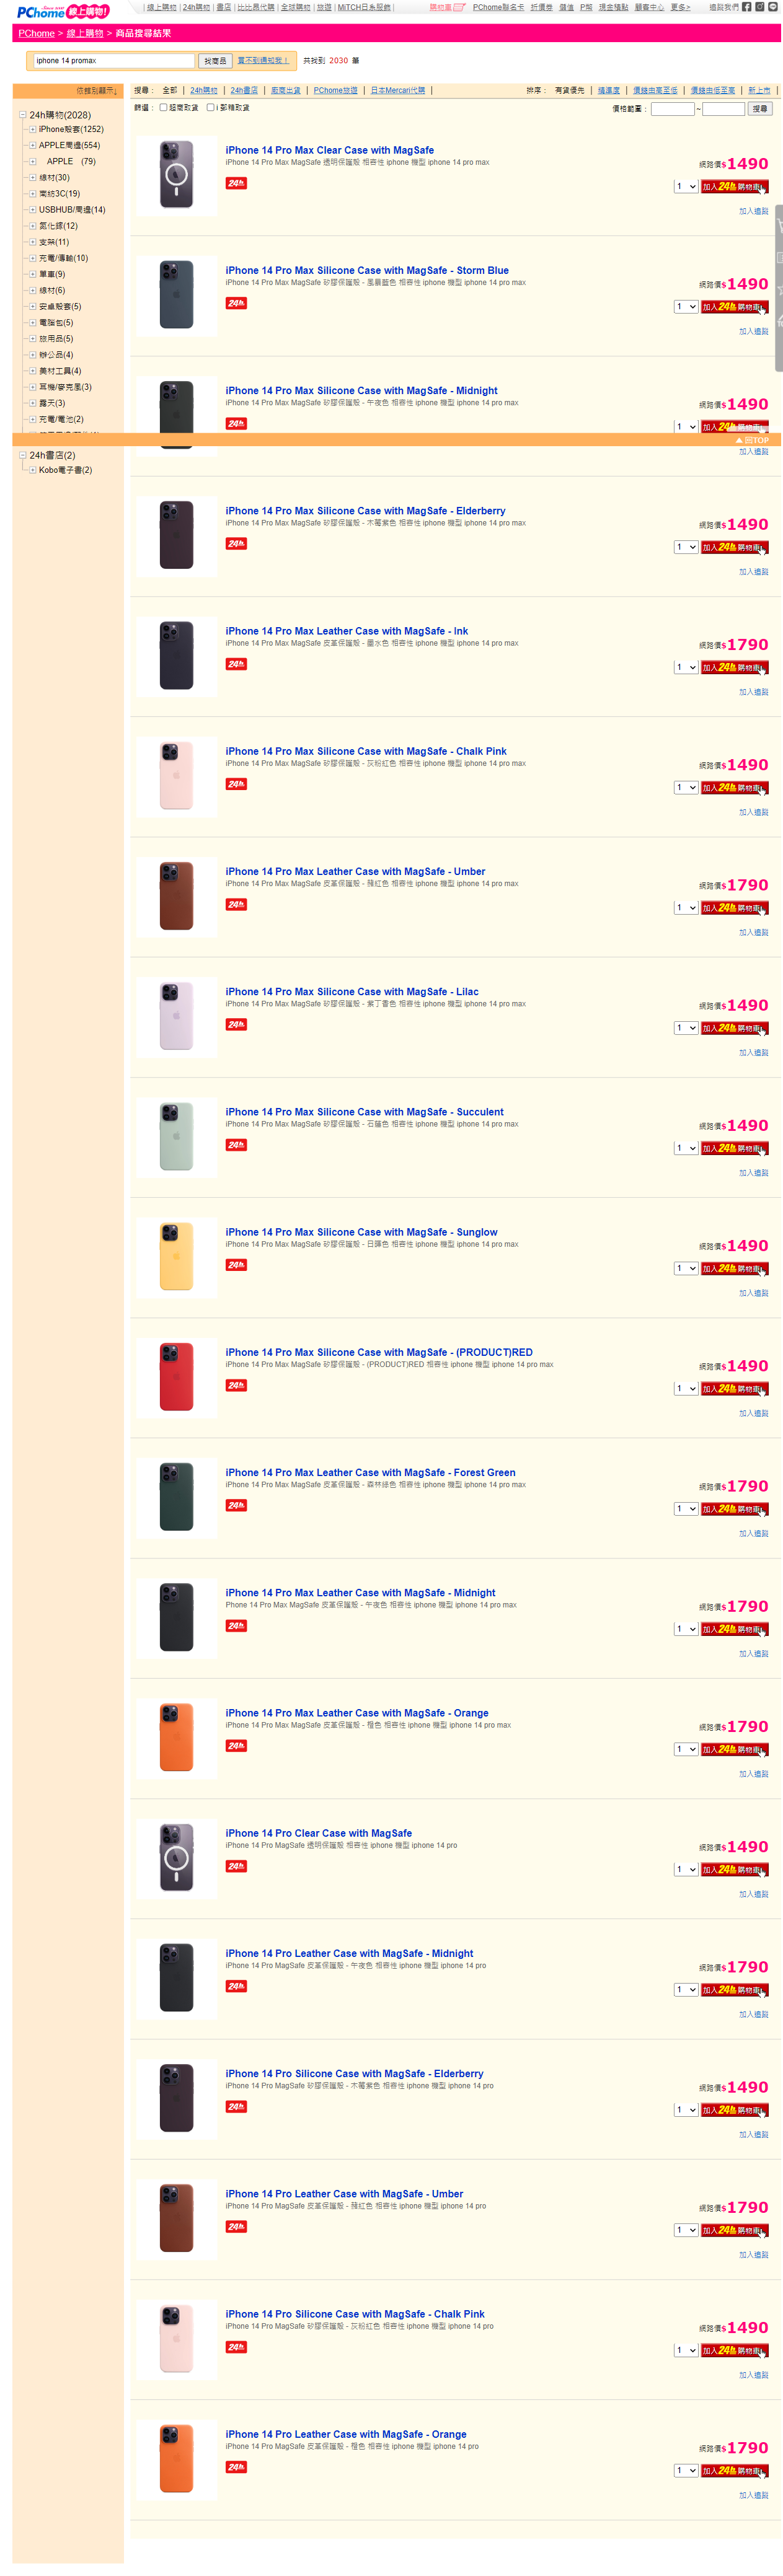 PChome 線上購物!
| 線上購物 | 24h購物 | 書店 | 比比昂代購 | 全球購物 | 旅遊 | MiTCH日系服飾 |
購物車 PChome聯名卡 折價券 儲值 P幣 現金積點 顧客中心 更多> 追蹤我們
PChome > 線上購物 > 商品搜尋結果
iphone 14 promax 找商品 買不到通知我! 共找到 2030 筆
依館別顯示↓
24h購物(2028)
iPhone殼套(1252)
APPLE周邊(554)
APPLE (79)
線材(30)
南紡3C(19)
USBHUB/周邊(14)
氮化鎵(12)
支架(11)
充電/傳輸(10)
單車(9)
線材(6)
安卓殼套(5)
電腦包(5)
旅用品(5)
辦公品(4)
美材工具(4)
耳機/麥克風(3)
露天(3)
充電/電池(2)
24h書店(2)
Kobo電子書(2)
搜尋: 全部 | 24h購物 | 24h書店 | 廠商出貨 | PChome旅遊 | 日本Mercari代購 |
排序: 有貨優先 | 精準度 | 價錢由高至低 | 價錢由低至高 | 新上市 |
篩選: 超商取貨 i 郵箱取貨
價格範圍: ~ 搜尋
iPhone 14 Pro Max Clear Case with MagSafe
iPhone 14 Pro Max MagSafe 透明保護殼 相容性 iphone 機型 iphone 14 pro max
24h
網路價$1490
1 加入24h購物車
加入追蹤
iPhone 14 Pro Max Silicone Case with MagSafe - Storm Blue
iPhone 14 Pro Max MagSafe 矽膠保護殼 - 風暴藍色 相容性 iphone 機型 iphone 14 pro max
24h
網路價$1490
1 加入24h購物車
加入追蹤
iPhone 14 Pro Max Silicone Case with MagSafe - Midnight
iPhone 14 Pro Max MagSafe 矽膠保護殼 - 午夜色 相容性 iphone 機型 iphone 14 pro max
24h
網路價$1490
1 加入24h購物車
▲回TOP
加入追蹤
iPhone 14 Pro Max Silicone Case with MagSafe - Elderberry
iPhone 14 Pro Max MagSafe 矽膠保護殼 - 木莓紫色 相容性 iphone 機型 iphone 14 pro max
24h
網路價$1490
1 加入24h購物車
加入追蹤
iPhone 14 Pro Max Leather Case with MagSafe - Ink
iPhone 14 Pro Max MagSafe 皮革保護殼 - 墨水色 相容性 iphone 機型 iphone 14 pro max
24h
網路價$1790
1 加入24h購物車
加入追蹤
iPhone 14 Pro Max Silicone Case with MagSafe - Chalk Pink
iPhone 14 Pro Max MagSafe 矽膠保護殼 - 灰粉紅色 相容性 iphone 機型 iphone 14 pro max
24h
網路價$1490
1 加入24h購物車
加入追蹤
iPhone 14 Pro Max Leather Case with MagSafe - Umber
iPhone 14 Pro Max MagSafe 皮革保護殼 - 赭紅色 相容性 iphone 機型 iphone 14 pro max
24h
網路價$1790
1 加入24h購物車
加入追蹤
iPhone 14 Pro Max Silicone Case with MagSafe - Lilac
iPhone 14 Pro Max MagSafe 矽膠保護殼 - 紫丁香色 相容性 iphone 機型 iphone 14 pro max
24h
網路價$1490
1 加入24h購物車
加入追蹤
iPhone 14 Pro Max Silicone Case with MagSafe - Succulent
iPhone 14 Pro Max MagSafe 矽膠保護殼 - 石蓮色 相容性 iphone 機型 iphone 14 pro max
24h
網路價$1490
1 加入24h購物車
加入追蹤
iPhone 14 Pro Max Silicone Case with MagSafe - Sunglow
iPhone 14 Pro Max MagSafe 矽膠保護殼 - 日輝色 相容性 iphone 機型 iphone 14 pro max
24h
網路價$1490
1 加入24h購物車
加入追蹤
iPhone 14 Pro Max Silicone Case with MagSafe - (PRODUCT)RED
iPhone 14 Pro Max MagSafe 矽膠保護殼 - (PRODUCT)RED 相容性 iphone 機型 iphone 14 pro max
24h
網路價$1490
1 加入24h購物車
加入追蹤
iPhone 14 Pro Max Leather Case with MagSafe - Forest Green
iPhone 14 Pro Max MagSafe 皮革保護殼 - 森林綠色 相容性 iphone 機型 iphone 14 pro max
24h
網路價$1790
1 加入24h購物車
加入追蹤
iPhone 14 Pro Max Leather Case with MagSafe - Midnight
Phone 14 Pro Max MagSafe 皮革保護殼 - 午夜色 相容性 iphone 機型 iphone 14 pro max
24h
網路價$1790
1 加入24h購物車
加入追蹤
iPhone 14 Pro Max Leather Case with MagSafe - Orange
iPhone 14 Pro Max MagSafe 皮革保護殼 - 橙色 相容性 iphone 機型 iphone 14 pro max
24h
網路價$1790
1 加入24h購物車
加入追蹤
iPhone 14 Pro Clear Case with MagSafe
iPhone 14 Pro MagSafe 透明保護殼 相容性 iphone 機型 iphone 14 pro
24h
網路價$1490
1 加入24h購物車
加入追蹤
iPhone 14 Pro Leather Case with MagSafe - Midnight
iPhone 14 Pro MagSafe 皮革保護殼 - 午夜色 相容性 iphone 機型 iphone 14 pro
24h
網路價$1790
1 加入24h購物車
加入追蹤
iPhone 14 Pro Silicone Case with MagSafe - Elderberry
iPhone 14 Pro MagSafe 矽膠保護殼 - 木莓紫色 相容性 iphone 機型 iphone 14 pro
24h
網路價$1490
1 加入24h購物車
加入追蹤
iPhone 14 Pro Leather Case with MagSafe - Umber
iPhone 14 Pro MagSafe 皮革保護殼 - 赭紅色 相容性 iphone 機型 iphone 14 pro
24h
網路價$1790
1 加入24h購物車
加入追蹤
iPhone 14 Pro Silicone Case with MagSafe - Chalk Pink
iPhone 14 Pro MagSafe 矽膠保護殼 - 灰粉紅色 相容性 iphone 機型 iphone 14 pro
24h
網路價$1490
1 加入24h購物車
加入追蹤
iPhone 14 Pro Leather Case with MagSafe - Orange
iPhone 14 Pro MagSafe 皮革保護殼 - 橙色 相容性 iphone 機型 iphone 14 pro
24h
網路價$1790
1 加入24h購物車
加入追蹤